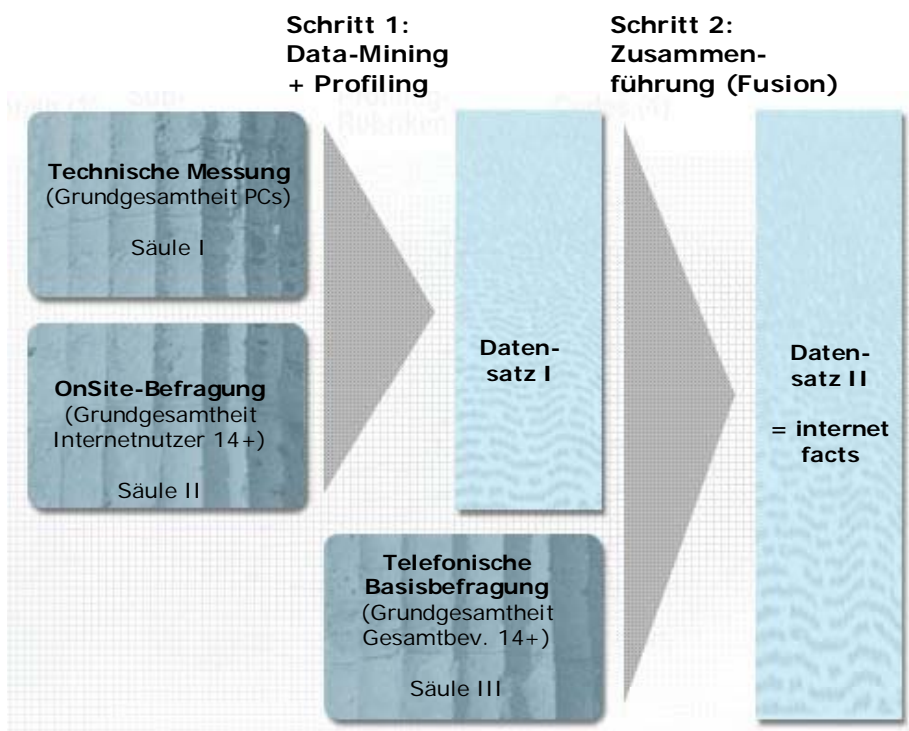 Schritt 1:
Data-Mining
+ Profiling
Schritt 2:
Zusammen-
führung (Fusion)
Technische Messung
(Grundgesamtheit PCs)
Säule I
OnSite-Befragung
(Grundgesamtheit
Internetnutzer 14+)
Säule II
Daten-
satz I
Telefonische
Basisbefragung
(Grundgesamtheit
Gesamtbev. 14+)
Säule III
Daten-
satz II
= internet
facts